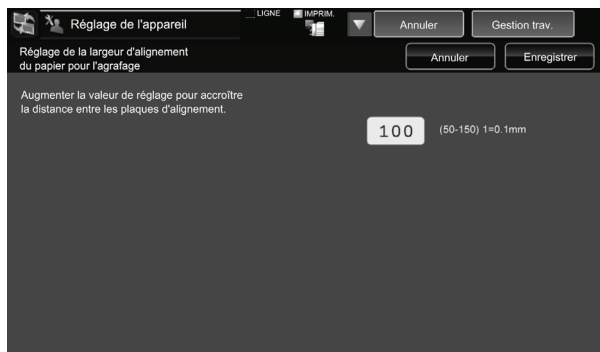 Réglage de l'appareil
LIGNE
IMPRIM.
Annuler
Gestion trav.
Réglage de la largeur d'alignement
du papier pour l'agrafage
Annuler
Enregistrer
Augmenter la valeur de réglage pour accroître
la distance entre les plaques d'alignement.
100
(50-150) 1=0.1mm